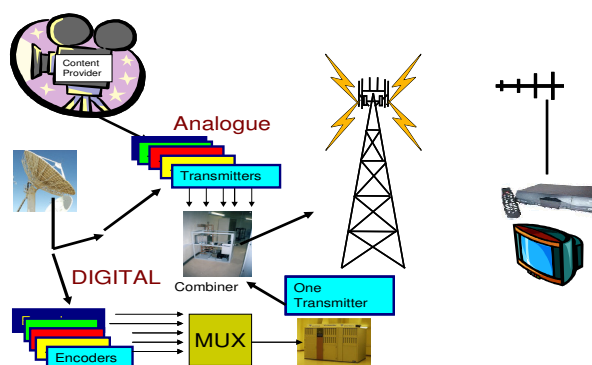 Content
Provider
Analogue
Transmitters
DIGITAL
Combiner
One
Transmitter
MUX
Encoders